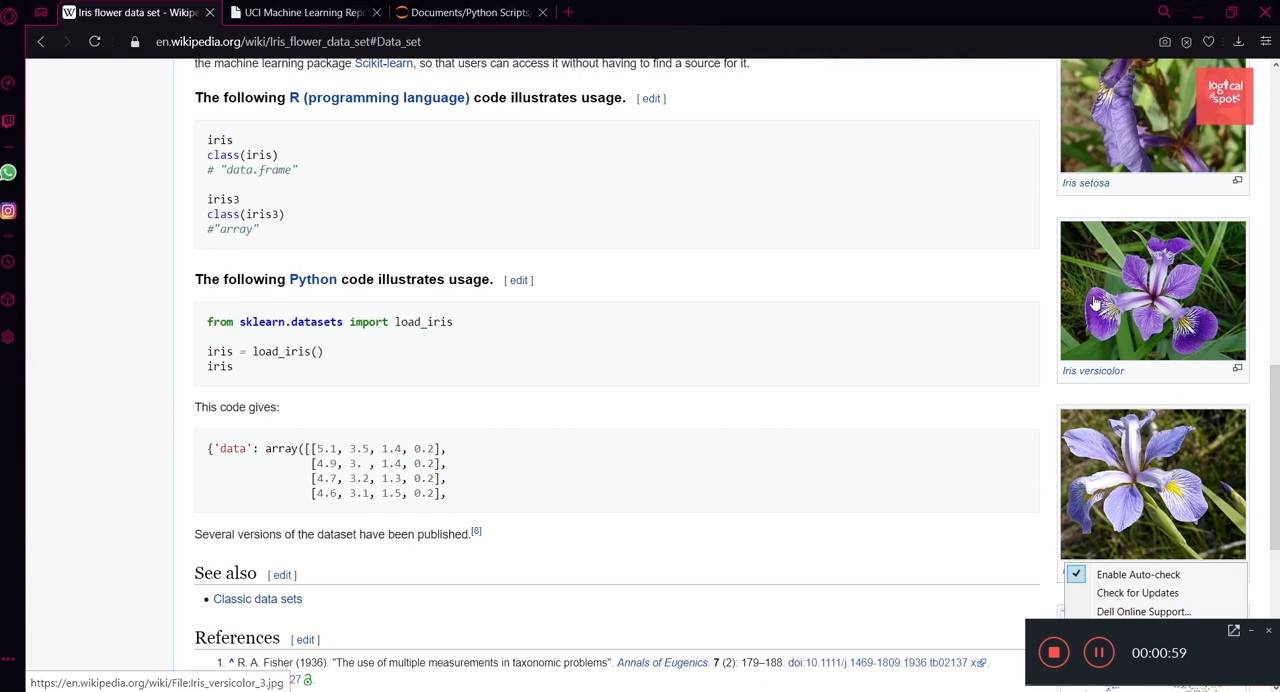 Iris flower data set - Wikipe
UCI Machine Learning Rep
Documents/Python Scripts,
en.wikipedia.org/wiki/Iris_flower_data_set#Data_set
the machine learning package Scikit-learn, so that users can access it without having to find a source for it.
logical
spot
The following R (programming language) code illustrates usage. [ edit ]
iris
class(iris)
# "data.frame"
iris3
class(iris3)
#"array"
Iris setosa
The following Python code illustrates usage. [ edit ]
from sklearn.datasets import load_iris
iris = load_iris()
iris
Iris versicolor
This code gives:
{'data': array([[5.1, 3.5, 1.4, 0.2],
[4.9, 3. , 1.4, 0.2],
[4.7, 3.2, 1.3, 0.2],
[4.6, 3.1, 1.5, 0.2],
Several versions of the dataset have been published.[8]
See also [ edit ]
• Classic data sets
Enable Auto-check
Check for Updates
Dell Online Support...
References [ edit ]
1. ^ R. A. Fisher (1936). "The use of multiple measurements in taxonomic problems". Annals of Eugenics. 7 (2): 179–188. doi:10.1111/j.1469-1809.1936.tb02137.x
27
https://en.wikipedia.org/wiki/File:Iris_versicolor_3.jpg
00:00:59